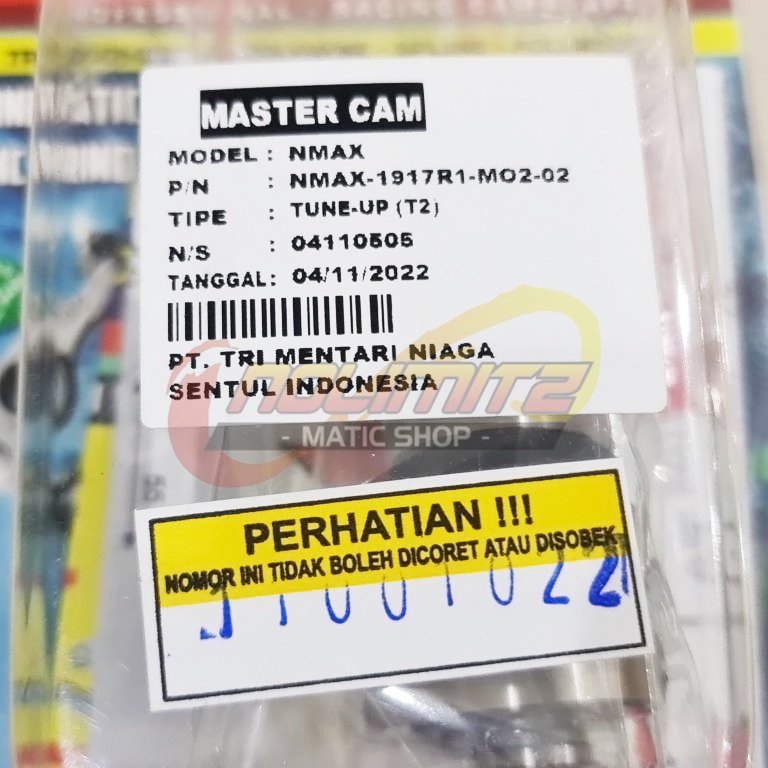 MASTER CAM
MODEL : NMAX
P/N : NMAX-1917R1-MO2-02
TIPE : TUNE-UP (T2)
N/S : 04110505
TANGGAL: 04/11/2022
PT. TRI MENTARI NIAGA
SENTUL INDONESIA
NOLIMITZ
- MATIC SHOP -
PERHATIAN !!!
NOMOR INI TIDAK BOLEH DICORET ATAU DISOBEK